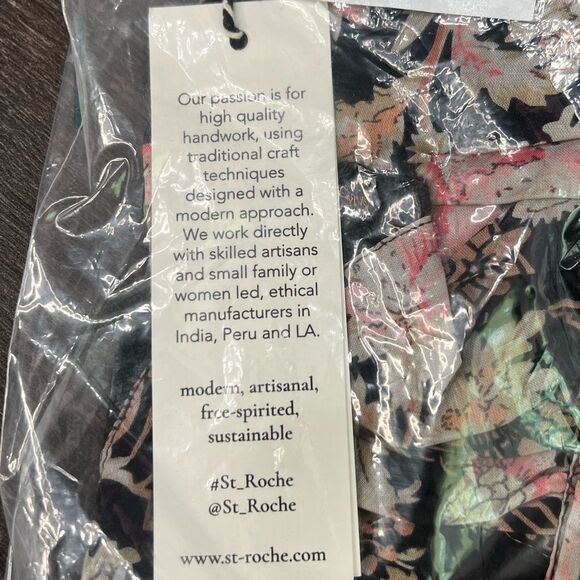 Our passion is for
high quality
handwork, using
traditional craft
techniques
designed with a
modern approach.
We work directly
with skilled artisans
and small family or
women led, ethical
manufacturers in
India, Peru and LA.
modern, artisanal,
free-spirited,
sustainable
#St_Roche
@St_Roche
www.st-roche.com